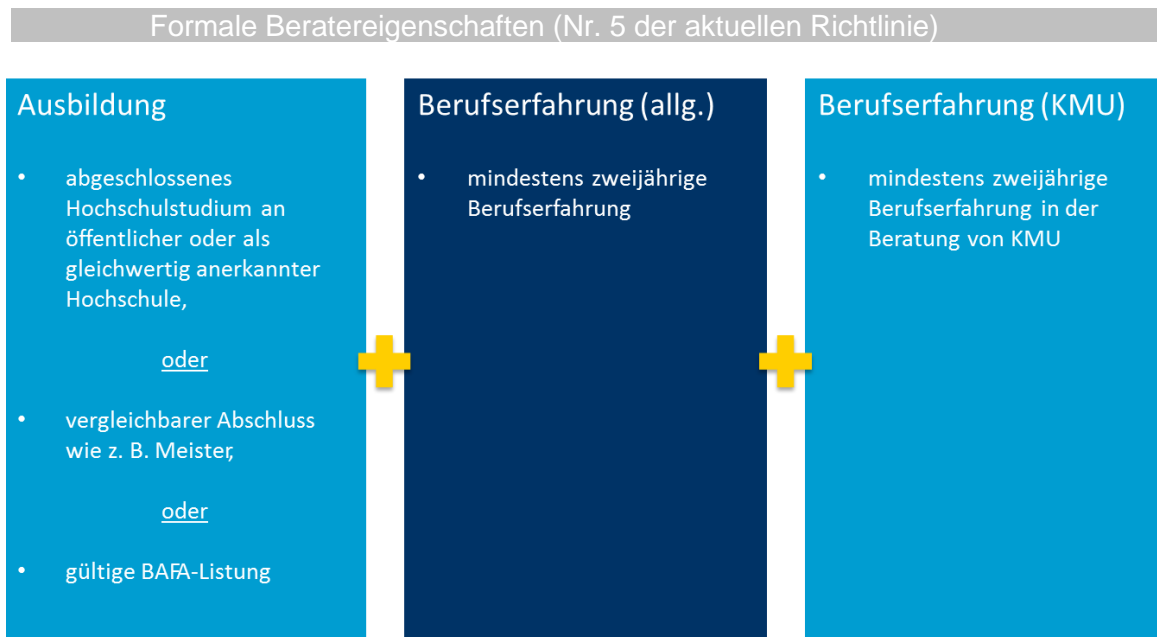 Formale Beratereigenschaften (Nr. 5 der aktuellen Richtlinie)
Ausbildung
• abgeschlossenes
Hochschulstudium an
öffentlicher oder als
gleichwertig anerkannter
Hochschule,
oder
• vergleichbarer Abschluss
wie z. B. Meister,
oder
• gültige BAFA-Listung
Berufserfahrung (allg.)
• mindestens zweijährige
Berufserfahrung
Berufserfahrung (KMU)
• mindestens zweijährige
Berufserfahrung in der
Beratung von KMU